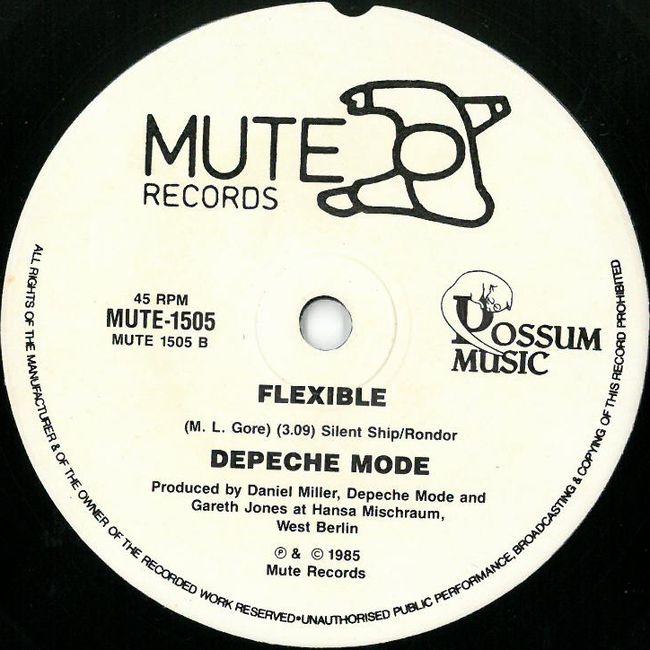 MUTE
RECORDS
45 RPM
MUTE-1505
MUTE 1505 B
POSSUM
MUSIC
FLEXIBLE
(M. L. Gore) (3.09) Silent Ship/Rondor
DEPECHE MODE
Produced by Daniel Miller, Depeche Mode and
Gareth Jones at Hansa Mischraum,
West Berlin
℗ & © 1985
Mute Records
ALL RIGHTS OF THE MANUFACTURER & OF THE OWNER OF THE RECORDED WORK RESERVED•UNAUTHORISED PUBLIC PERFORMANCE, BROADCASTING & COPYING OF THIS RECORD PROHIBITED